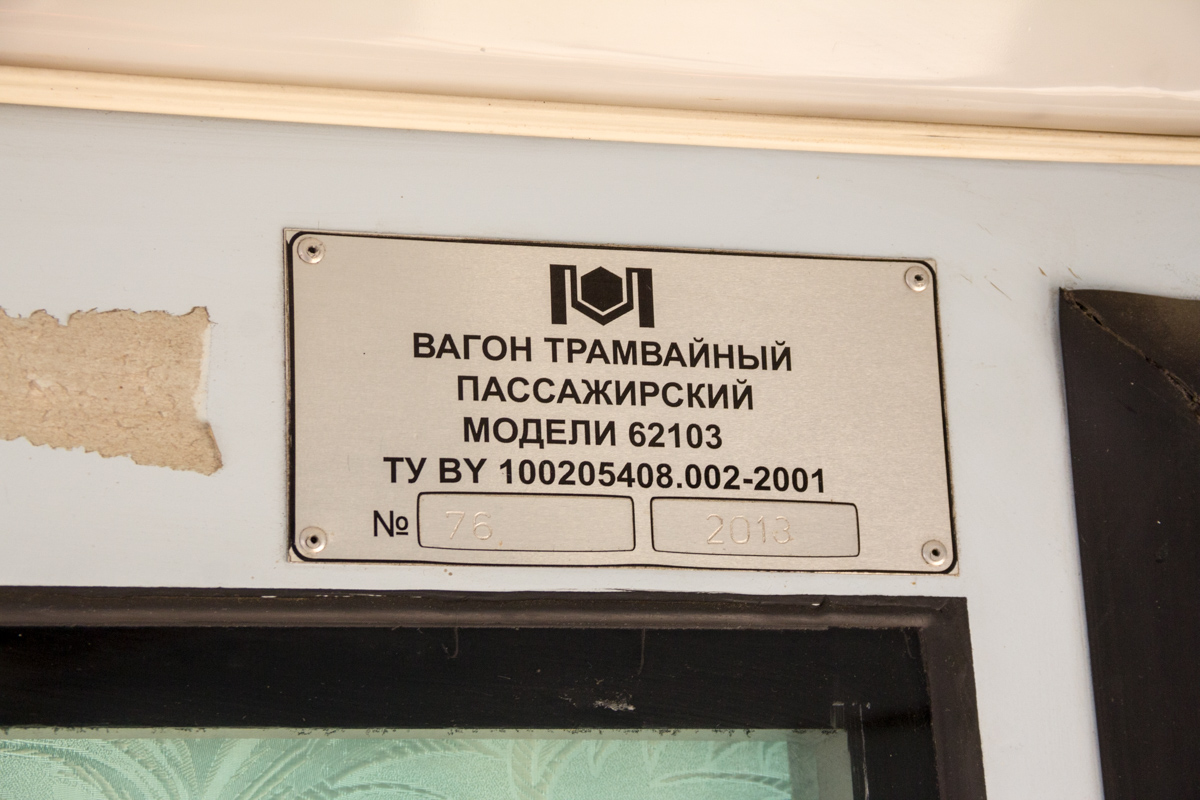 ВАГОН ТРАМВАЙНЫЙ
ПАССАЖИРСКИЙ
МОДЕЛИ 62103
ТУ BY 100205408.002-2001
№ 76 2013